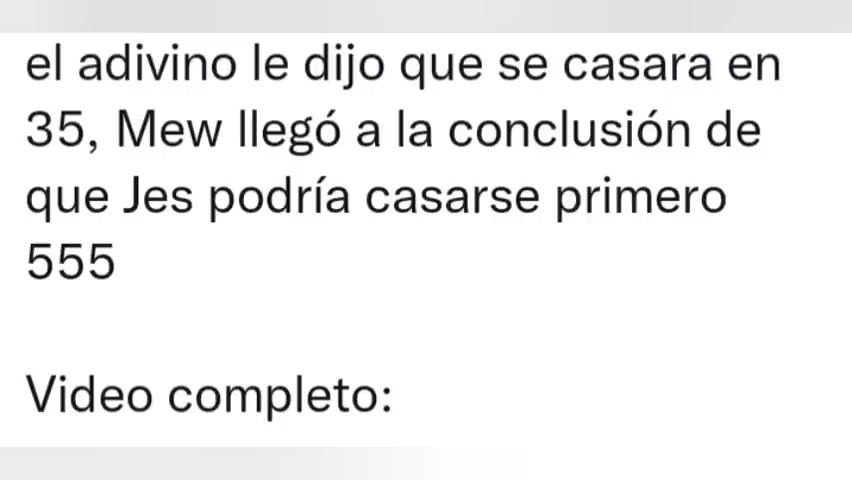 el adivino le dijo que se casara en
35, Mew llegó a la conclusión de
que Jes podría casarse primero
555
Video completo: